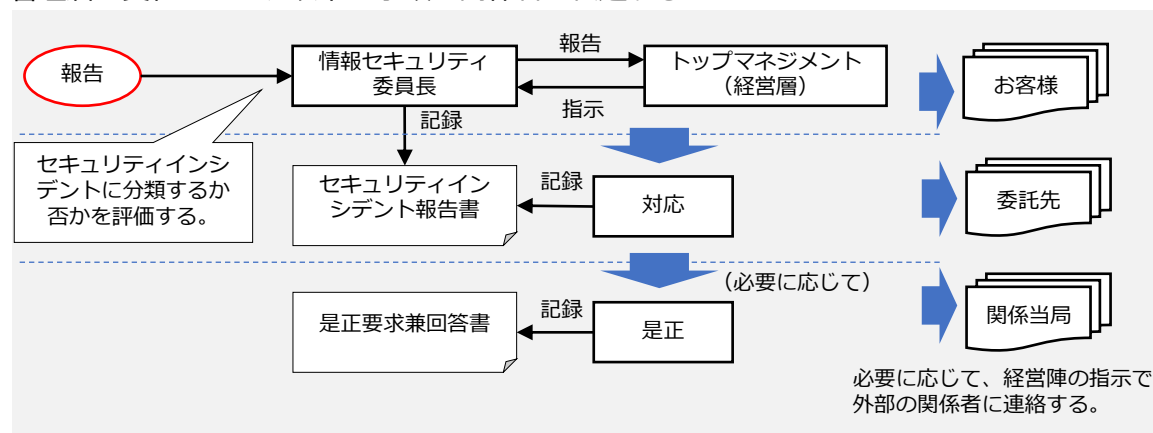 報告
情報セキュリティ
委員長
報告
指示
トップマネジメント
（経営層）
お客様
記録
セキュリティインシ
デントに分類するか
否かを評価する。
セキュリティイン
シデント報告書
記録
対応
委託先
（必要に応じて）
是正要求兼回答書
記録
是正
関係当局
必要に応じて、経営陣の指示で
外部の関係者に連絡する。